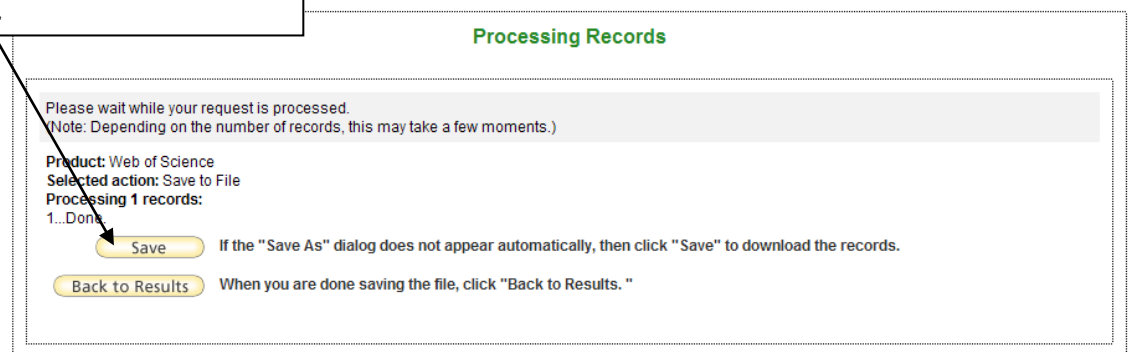 Processing Records
Please wait while your request is processed.
(Note: Depending on the number of records, this may take a few moments.)
Product: Web of Science
Selected action: Save to File
Processing 1 records:
1...Done.
Save If the "Save As" dialog does not appear automatically, then click "Save" to download the records.
Back to Results When you are done saving the file, click "Back to Results. "